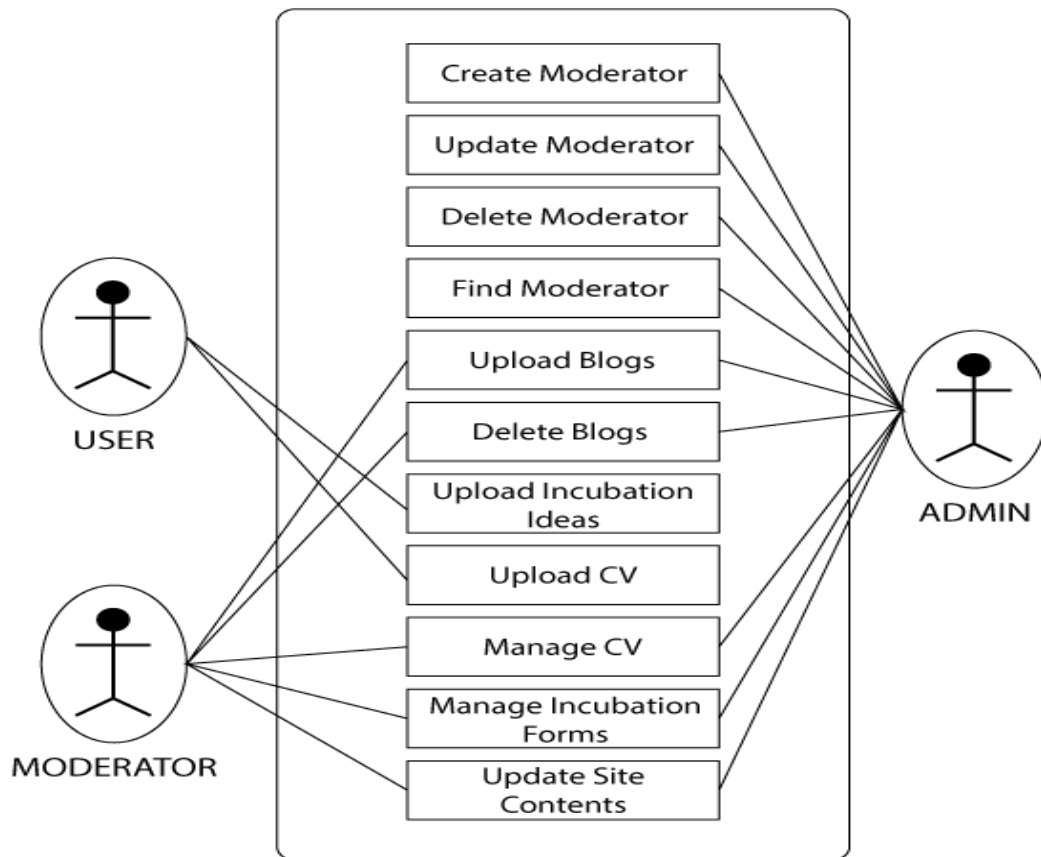 Create Moderator
Update Moderator
Delete Moderator
Find Moderator
Upload Blogs
USER
Delete Blogs
Upload Incubation
Ideas
ADMIN
Upload CV
Manage CV
Manage Incubation
Forms
MODERATOR
Update Site
Contents